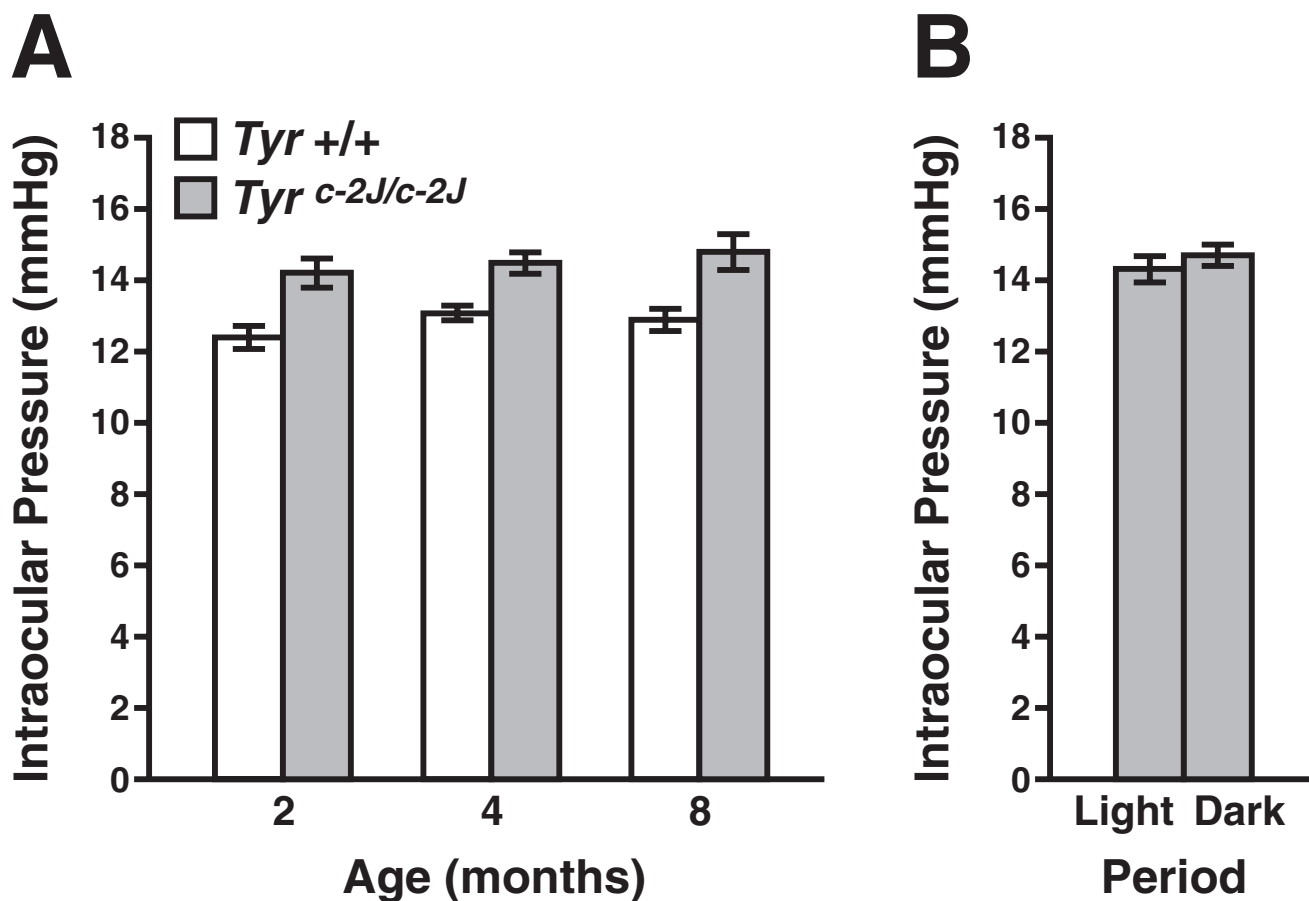 A
Intraocular Pressure (mmHg)
18
16
14
12
10
8
6
4
2
0
Tyr +/+
Tyr c-2J/c-2J
2 4 8
Age (months)
B
Intraocular Pressure (mmHg)
18
16
14
12
10
8
6
4
2
0
Light Dark
Period